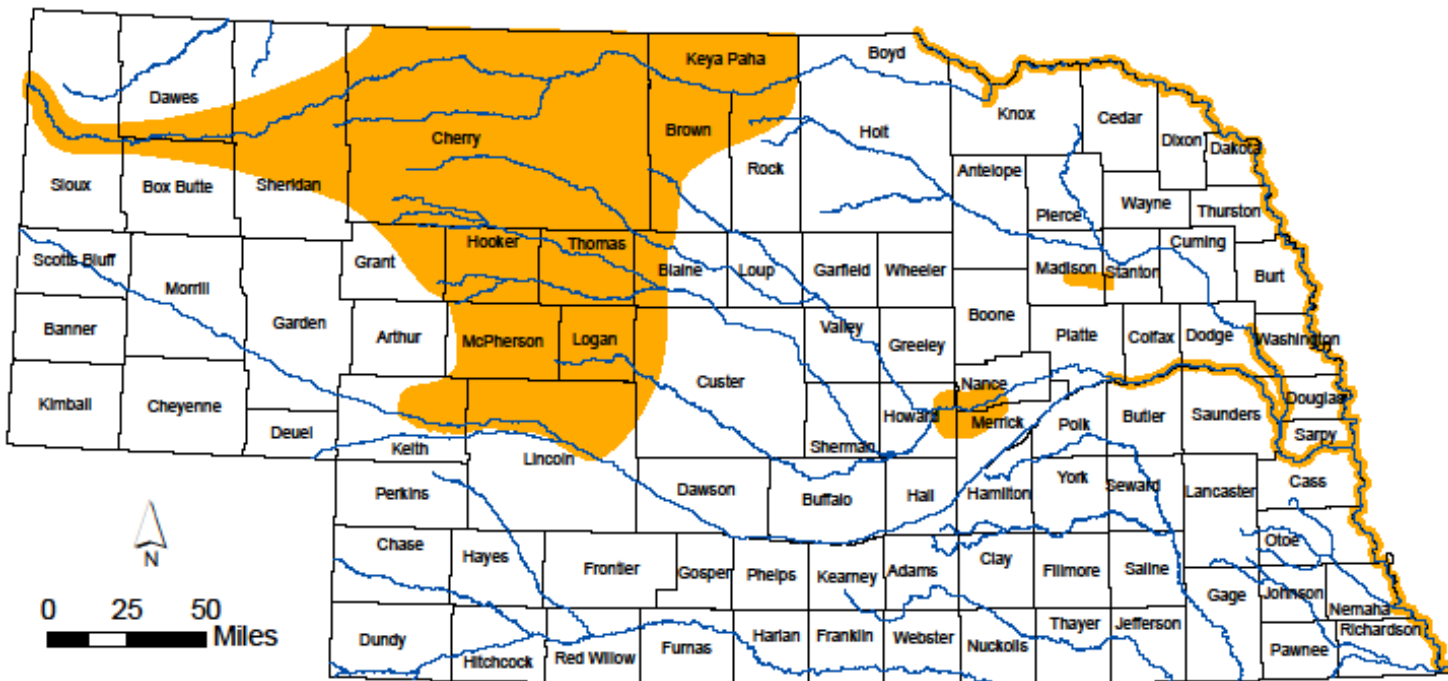 Boyd
Keya Paha
Dawes
Knox
Cedar
Cherry
Brown
Holt
Dixon
Dakota
Rock
Antelope
Sioux
Box Butte
Sheridan
Wayne
Pierce
Thurston
Hooker
Thomas
Cuming
Scotts Bluff
Grant
Blaine
Loup
Garfield
Wheeler
Madison
Stanton
Burt
Morrill
Garden
Boone
Banner
Arthur
McPherson
Logan
Valley
Greeley
Platte
Colfax
Dodge
Washington
Custer
Nance
Kimball
Cheyenne
Howard
Merrick
Polk
Butler
Saunders
Douglas
Deuel
Keith
Sherman
Sarpy
Lincoln
Perkins
Dawson
Buffalo
Hall
Hamilton
York
Seward
Lancaster
Cass
N
Chase
Hayes
Frontier
Gosper
Phelps
Kearney
Adams
Clay
Fillmore
Saline
Otoe
Gage
Johnson
Nemaha
0 25 50
Miles
Dundy
Hitchcock
Red Willow
Furnas
Harlan
Franklin
Webster
Nuckolls
Thayer
Jefferson
Pawnee
Richardson